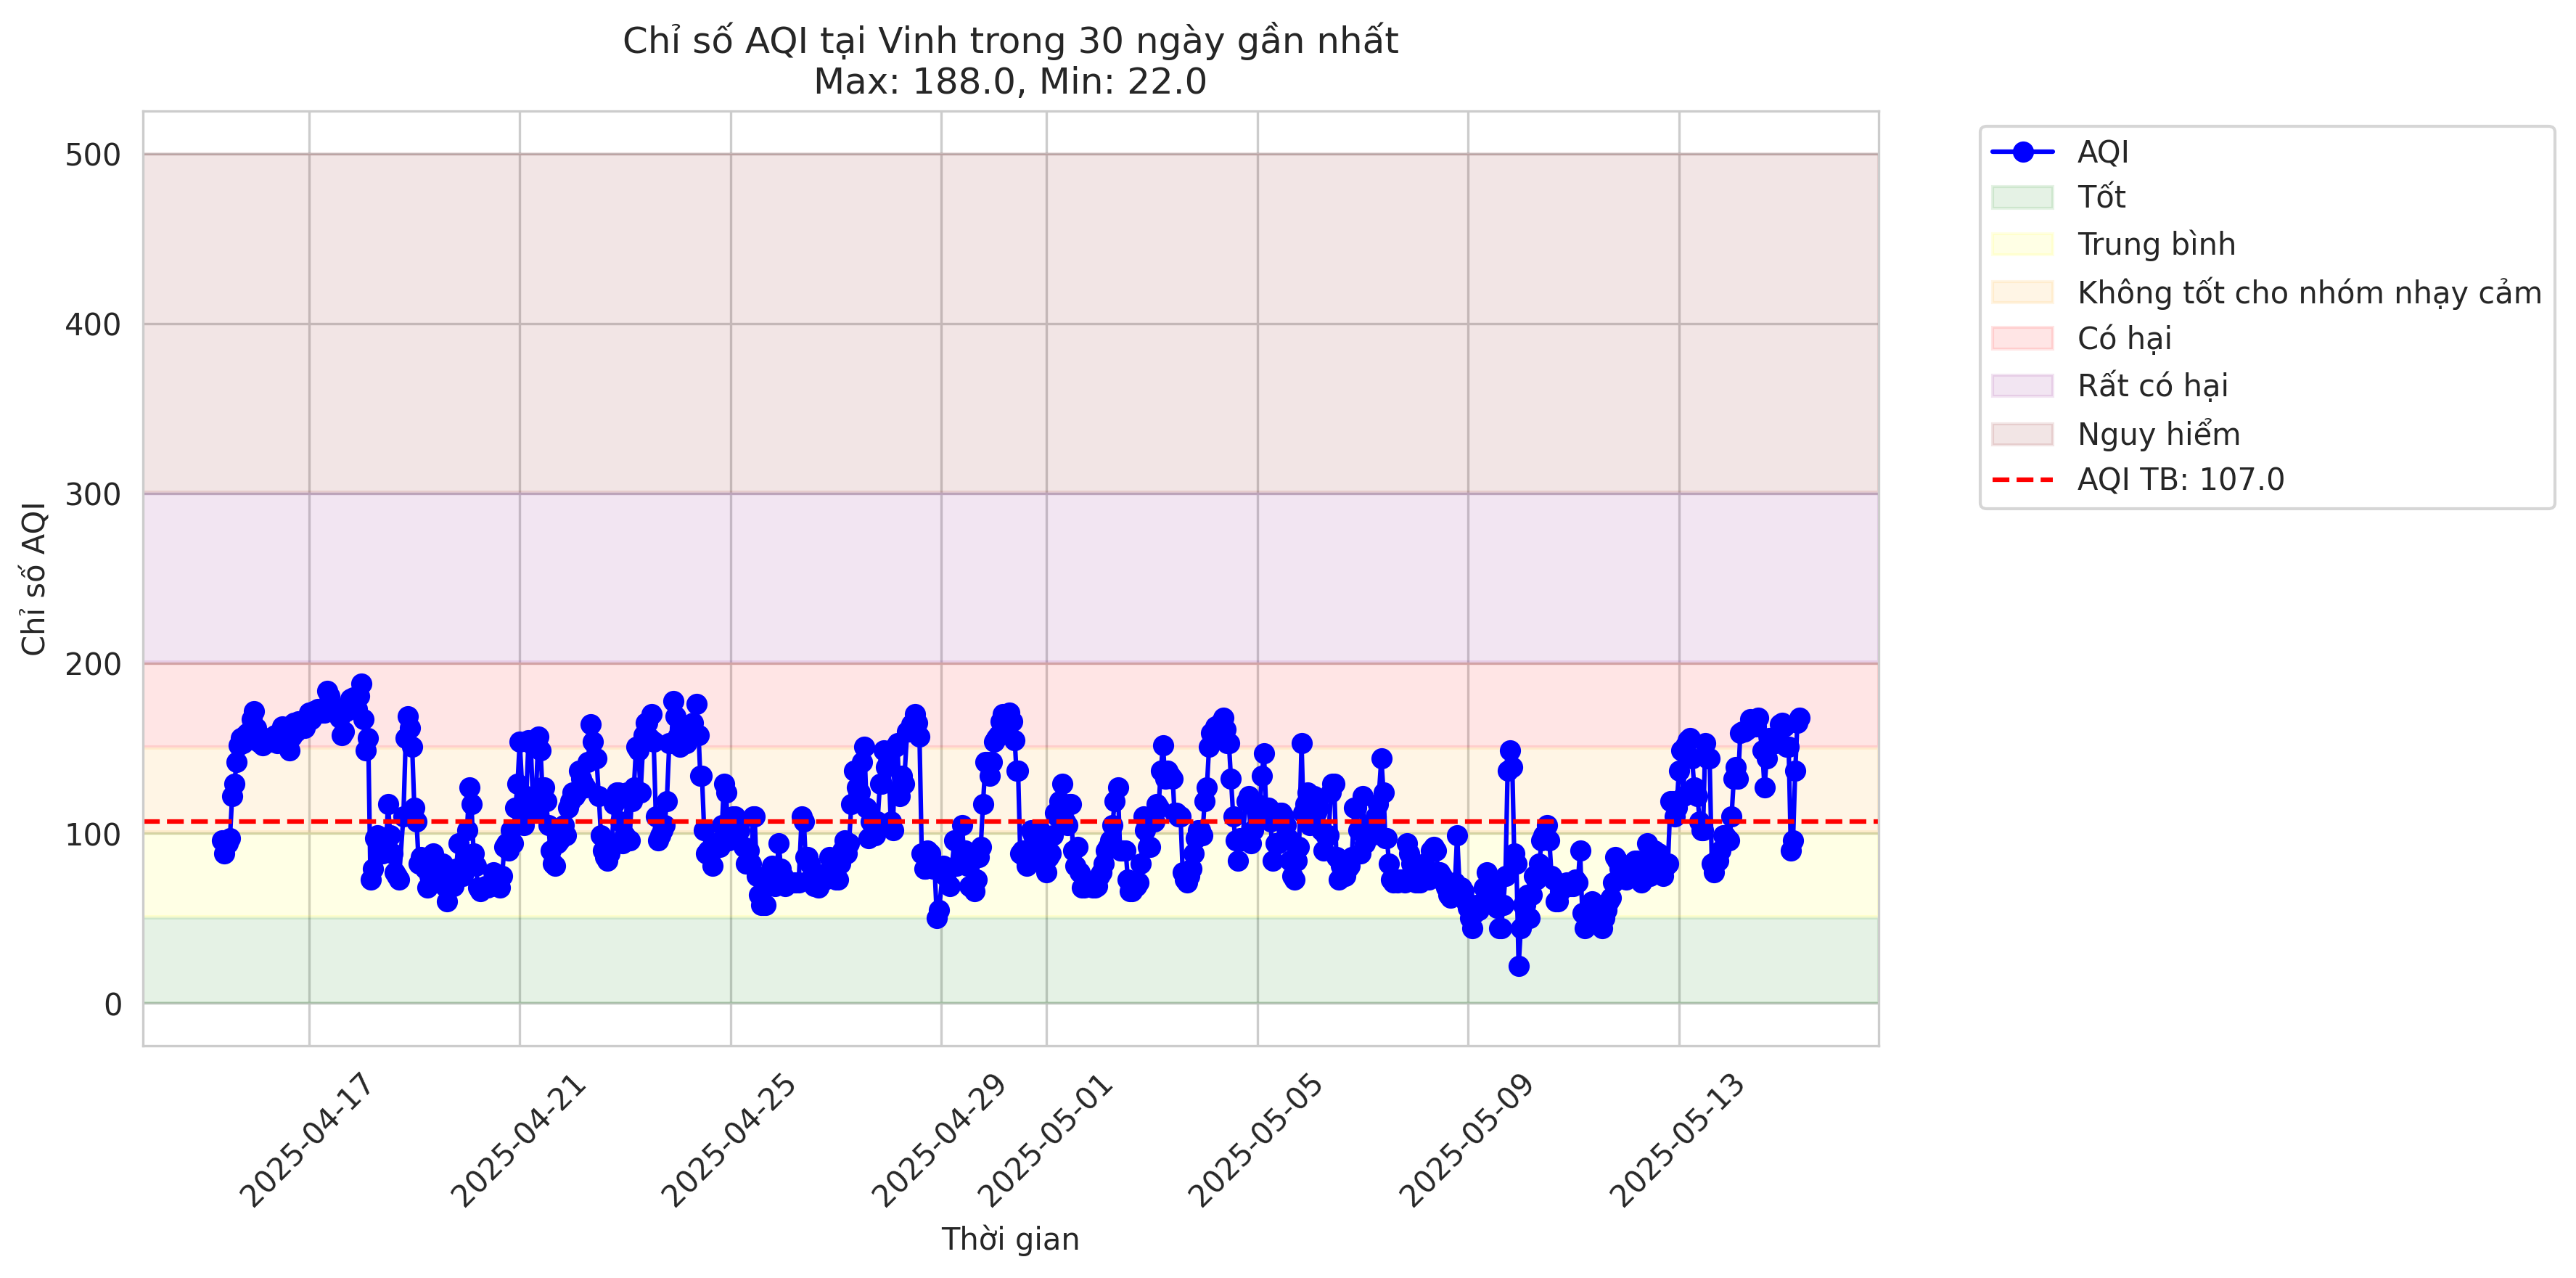 Chỉ số AQI tại Vinh trong 30 ngày gần nhất
Max: 188.0, Min: 22.0
Chỉ số AQI
500
400
300
200
100
0
2025-04-17
2025-04-21
2025-04-25
2025-04-29
2025-05-01
2025-05-05
2025-05-09
2025-05-13
Thời gian
AQI
Tốt
Trung bình
Không tốt cho nhóm nhạy cảm
Có hại
Rất có hại
Nguy hiểm
AQI TB: 107.0